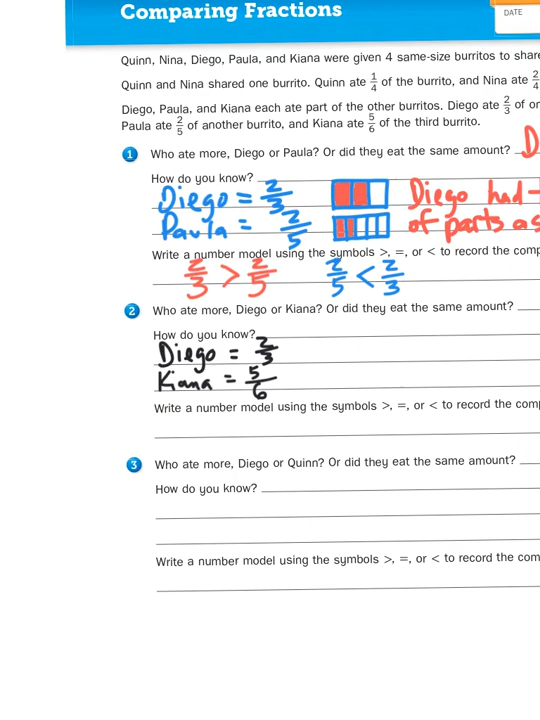 Comparing Fractions
DATE
Quinn, Nina, Diego, Paula, and Kiana were given 4 same-size burritos to share
Quinn and Nina shared one burrito. Quinn ate 1/4 of the burrito, and Nina ate 2/4
Diego, Paula, and Kiana each ate part of the other burritos. Diego ate 2/3 of or
Paula ate 2/5 of another burrito, and Kiana ate 5/6 of the third burrito.
1 Who ate more, Diego or Paula? Or did they eat the same amount? D
How do you know?
Diego = 2/3 Diego had
Paula = 2/5 of parts as
Write a number model using the symbols >, =, or < to record the comp
2/3 > 2/5 2/5 < 2/3
2 Who ate more, Diego or Kiana? Or did they eat the same amount?
How do you know?
Diego = 2/3
Kiana = 5/6
Write a number model using the symbols >, =, or < to record the com
3 Who ate more, Diego or Quinn? Or did they eat the same amount?
How do you know?
Write a number model using the symbols >, =, or < to record the com